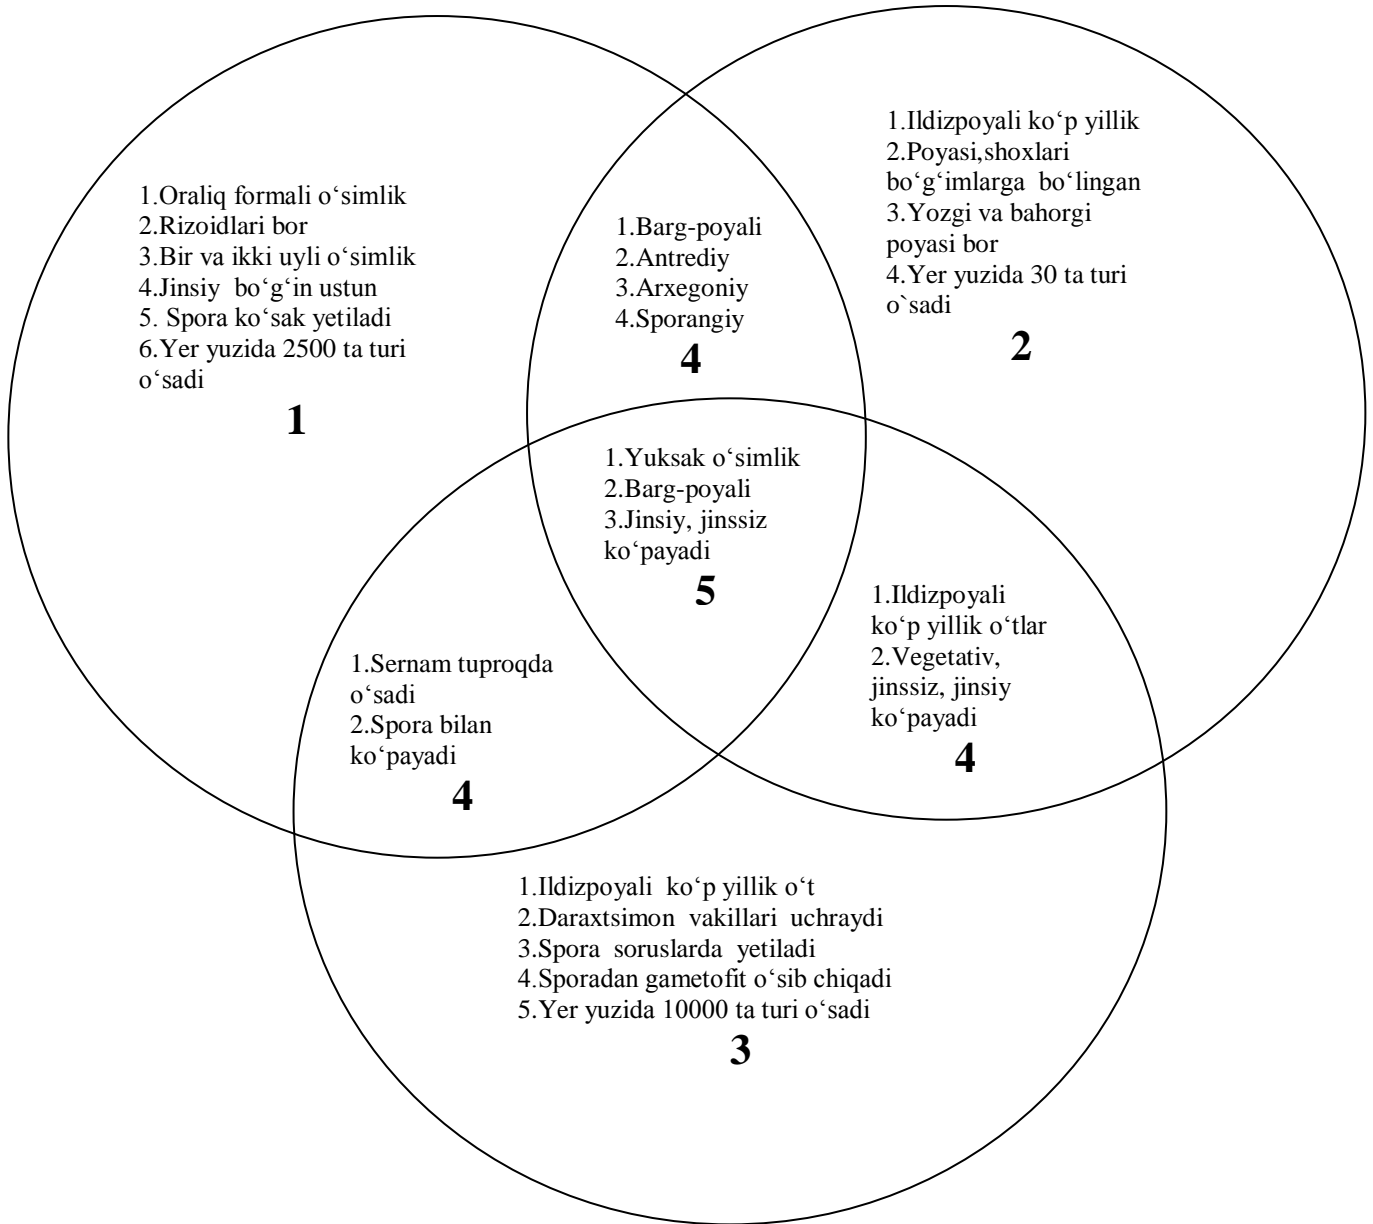 1.Oraliq formali o‘simlik
2.Rizoidlari bor
3.Bir va ikki uyli o‘simlik
4.Jinsiy bo‘g‘in ustun
5. Spora ko‘sak yetiladi
6.Yer yuzida 2500 ta turi
o‘sadi
1
1.Barg-poyali
2.Antrediy
3.Arxegoniy
4.Sporangiy
4
1.Ildizpoyali ko‘p yillik
2.Poyasi,shoxlari
bo‘g‘imlarga bo‘lingan
3.Yozgi va bahorgi
poyasi bor
4.Yer yuzida 30 ta turi
o`sadi
2
1.Yuksak o‘simlik
2.Barg-poyali
3.Jinsiy, jinssiz
ko‘payadi
5
1.Sernam tuproqda
o‘sadi
2.Spora bilan
ko‘payadi
4
1.Ildizpoyali
ko‘p yillik o‘tlar
2.Vegetativ,
jinssiz, jinsiy
ko‘payadi
4
1.Ildizpoyali ko‘p yillik o‘t
2.Daraxtsimon vakillari uchraydi
3.Spora soruslarda yetiladi
4.Sporadan gametofit o‘sib chiqadi
5.Yer yuzida 10000 ta turi o‘sadi
3